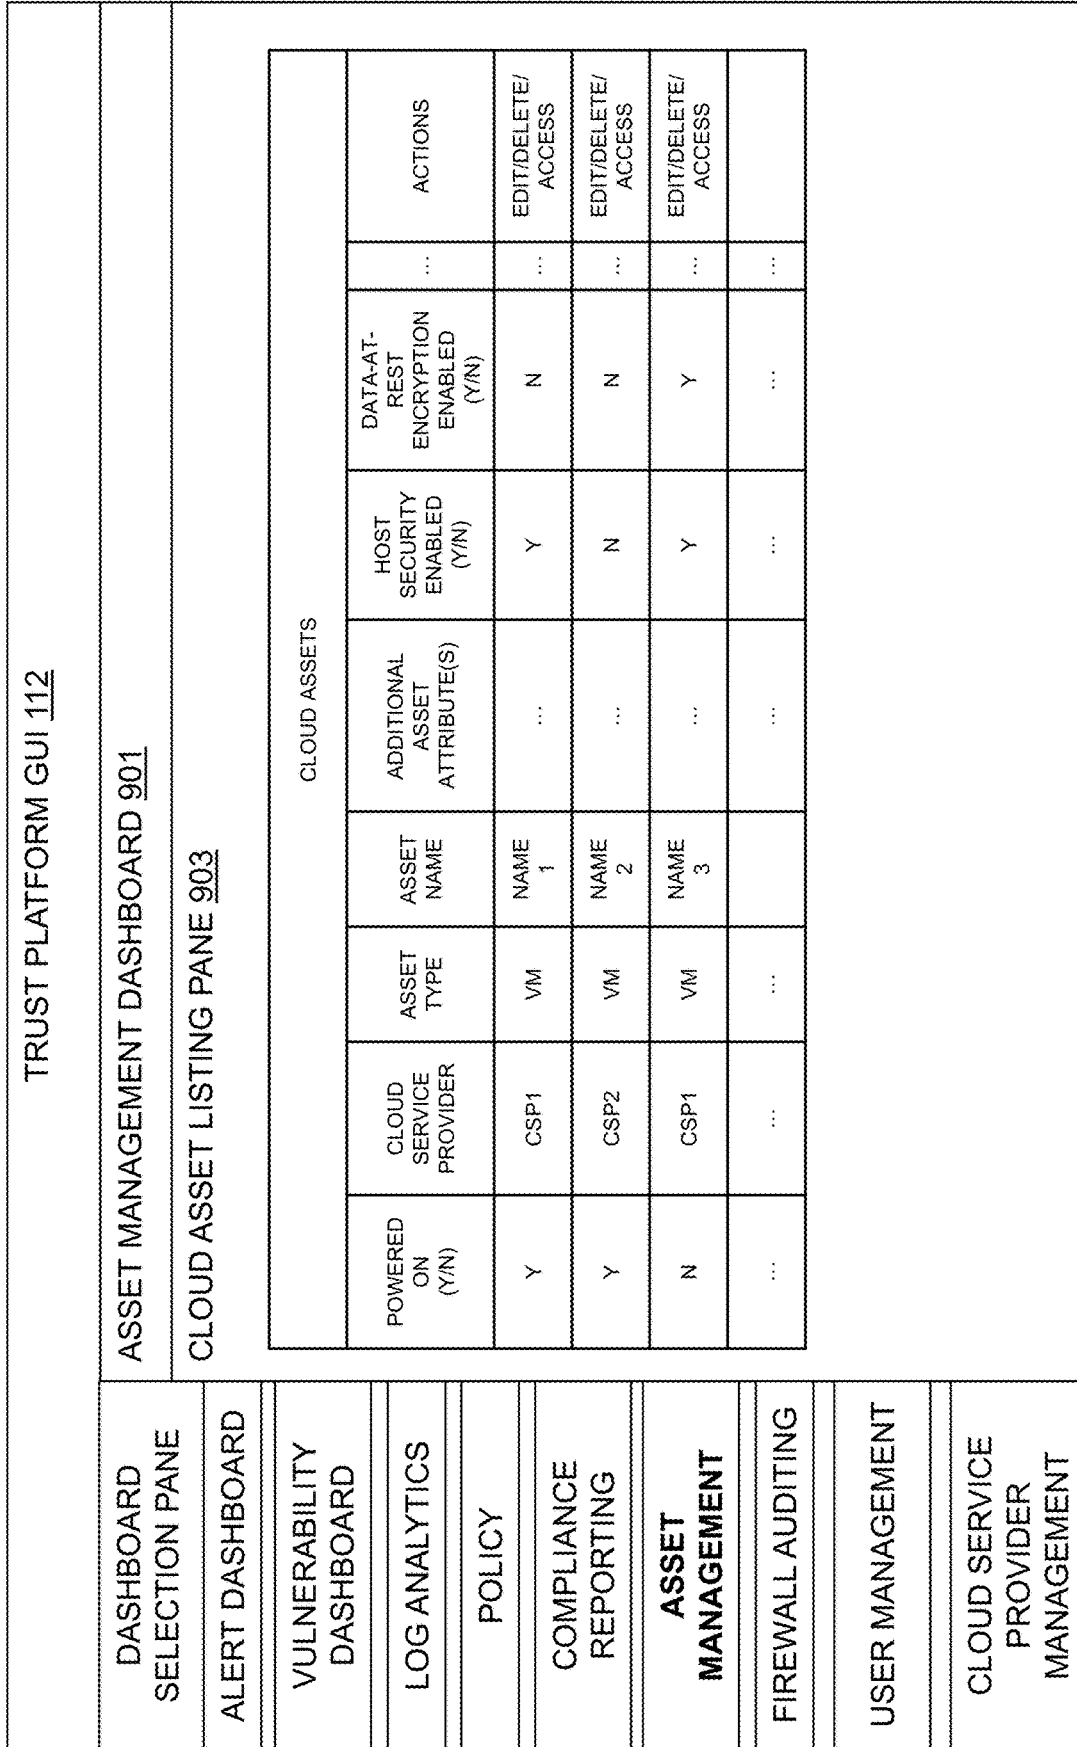 TRUST PLATFORM GUI 112
DASHBOARD
SELECTION PANE
ALERT DASHBOARD
VULNERABILITY
DASHBOARD
LOG ANALYTICS
POLICY
COMPLIANCE
REPORTING
ASSET
MANAGEMENT
FIREWALL AUDITING
USER MANAGEMENT
CLOUD SERVICE
PROVIDER
MANAGEMENT
ASSET MANAGEMENT DASHBOARD 901
CLOUD ASSET LISTING PANE 903
CLOUD ASSETS
POWERED
ON
(Y/N)
CLOUD
SERVICE
PROVIDER
ASSET
TYPE
ASSET
NAME
ADDITIONAL
ASSET
ATTRIBUTE(S)
HOST
SECURITY
ENABLED
(Y/N)
DATA-AT-
REST
ENCRYPTION
ENABLED
(Y/N)
...
ACTIONS
Y
CSP1
VM
NAME
1
...
Y
N
...
EDIT/DELETE/
ACCESS
Y
CSP2
VM
NAME
2
...
N
N
...
EDIT/DELETE/
ACCESS
N
CSP1
VM
NAME
3
...
Y
Y
...
EDIT/DELETE/
ACCESS
...
...
...
...
...
...
...